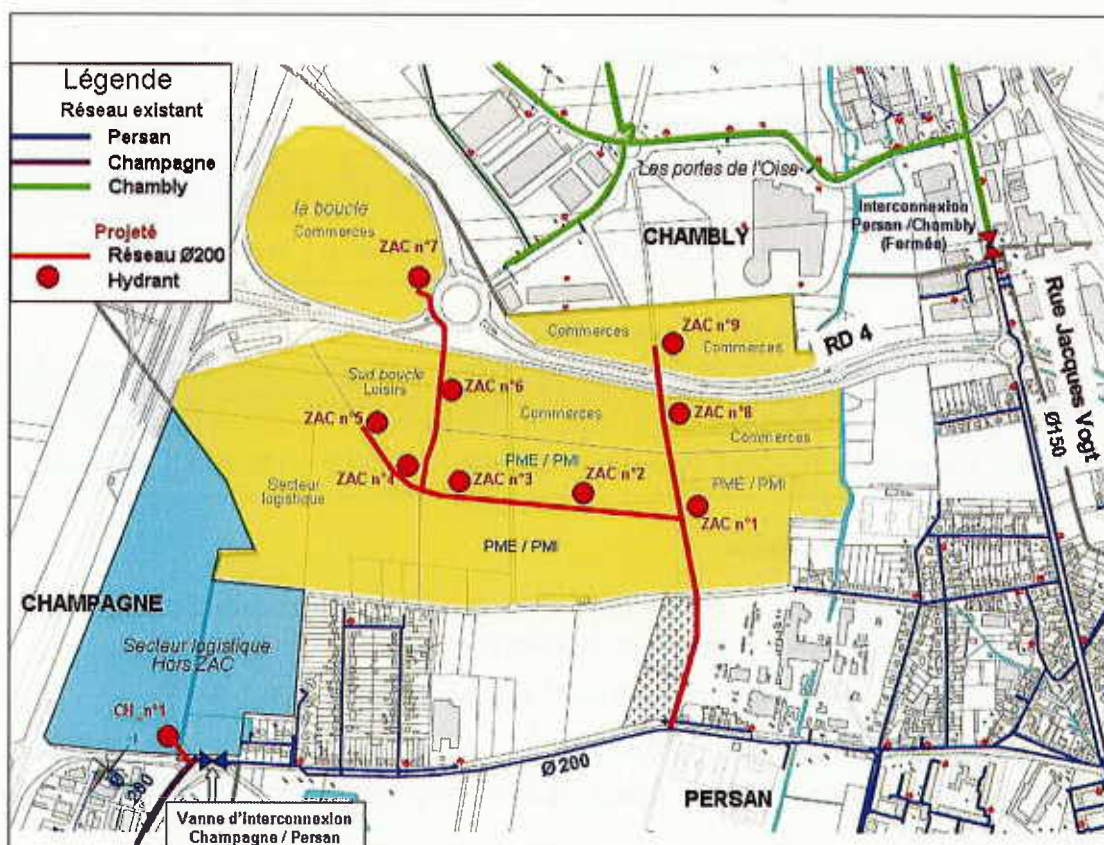 Légende
Réseau existant
Persan
Champagne
Chambly
Projeté
Réseau Ø200
Hydrant
la boucle
Commerces
ZAC n°7
Les portes de l'Oise
CHAMBLY
Interconnexion
Persan /Chambly
(Fermée)
Rue Jacques Vogt
Ø150
RD 4
Commerces
ZAC n°9
Commerces
Sud boucle
Loisirs
ZAC n°6
Commerces
ZAC n°8
Commerces
ZAC n°5
PME / PMI
ZAC n°4
ZAC n°3
ZAC n°2
PME / PMI
Secteur
logistique
ZAC n°1
PME / PMI
CHAMPAGNE
Secteur logistique
Hors ZAC
CH_n°1
Ø 200
PERSAN
Vanne d'Interconnexion
Champagne / Persan